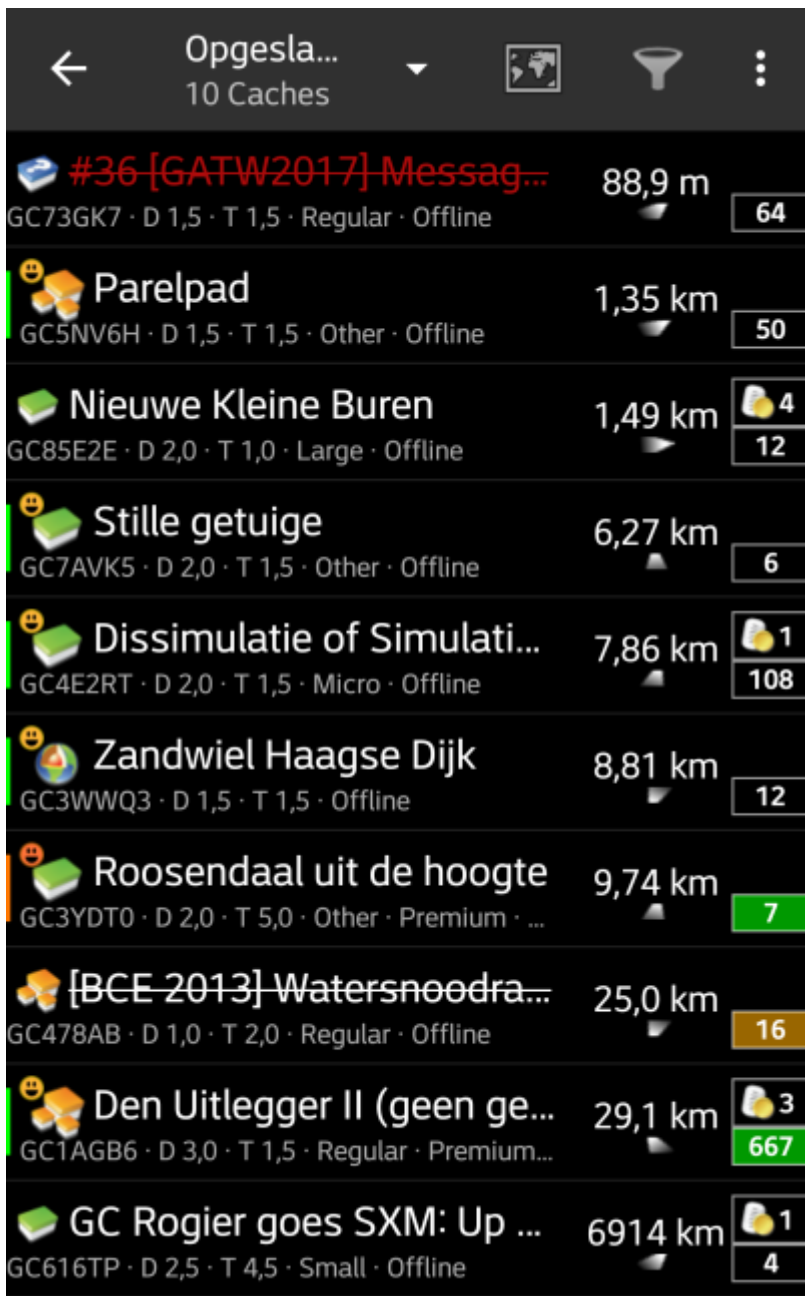 Opgesla...
10 Caches
#36 [GATW2017] Messag... 88,9 m
GC73GK7 · D 1,5 · T 1,5 · Regular · Offline 64
Parelpad 1,35 km
GC5NV6H · D 1,5 · T 1,5 · Other · Offline 50
Nieuwe Kleine Buren 1,49 km 4
GC85E2E · D 2,0 · T 1,0 · Large · Offline 12
Stille getuige 6,27 km
GC7AVK5 · D 2,0 · T 1,5 · Other · Offline 6
Dissimulatie of Simulati... 7,86 km 1
GC4E2RT · D 2,0 · T 1,5 · Micro · Offline 108
Zandwiel Haagse Dijk 8,81 km
GC3WWQ3 · D 1,5 · T 1,5 · Offline 12
Roosendaal uit de hoogte 9,74 km
GC3YDT0 · D 2,0 · T 5,0 · Other · Premium · ... 7
[BCE 2013] Watersnoodra... 25,0 km
GC478AB · D 1,0 · T 2,0 · Regular · Offline 16
Den Uitlegger II (geen ge... 29,1 km 3
GC1AGB6 · D 3,0 · T 1,5 · Regular · Premium... 667
GC Rogier goes SXM: Up ... 6914 km 1
GC616TP · D 2,5 · T 4,5 · Small · Offline 4